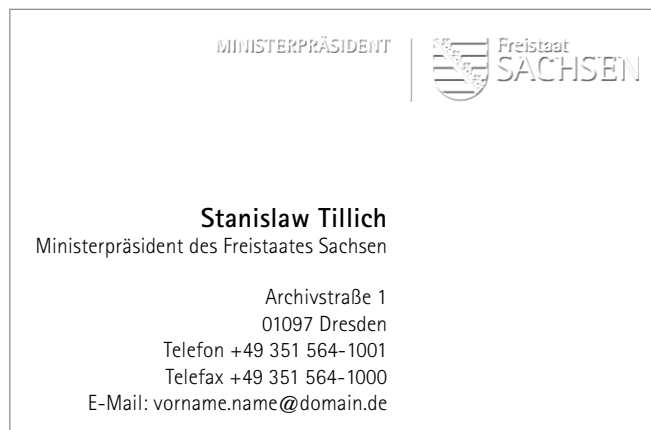 MINISTERPRÄSIDENT
Freistaat
SACHSEN
Stanislaw Tillich
Ministerpräsident des Freistaates Sachsen
Archivstraße 1
01097 Dresden
Telefon +49 351 564-1001
Telefax +49 351 564-1000
E-Mail: vorname.name@domain.de